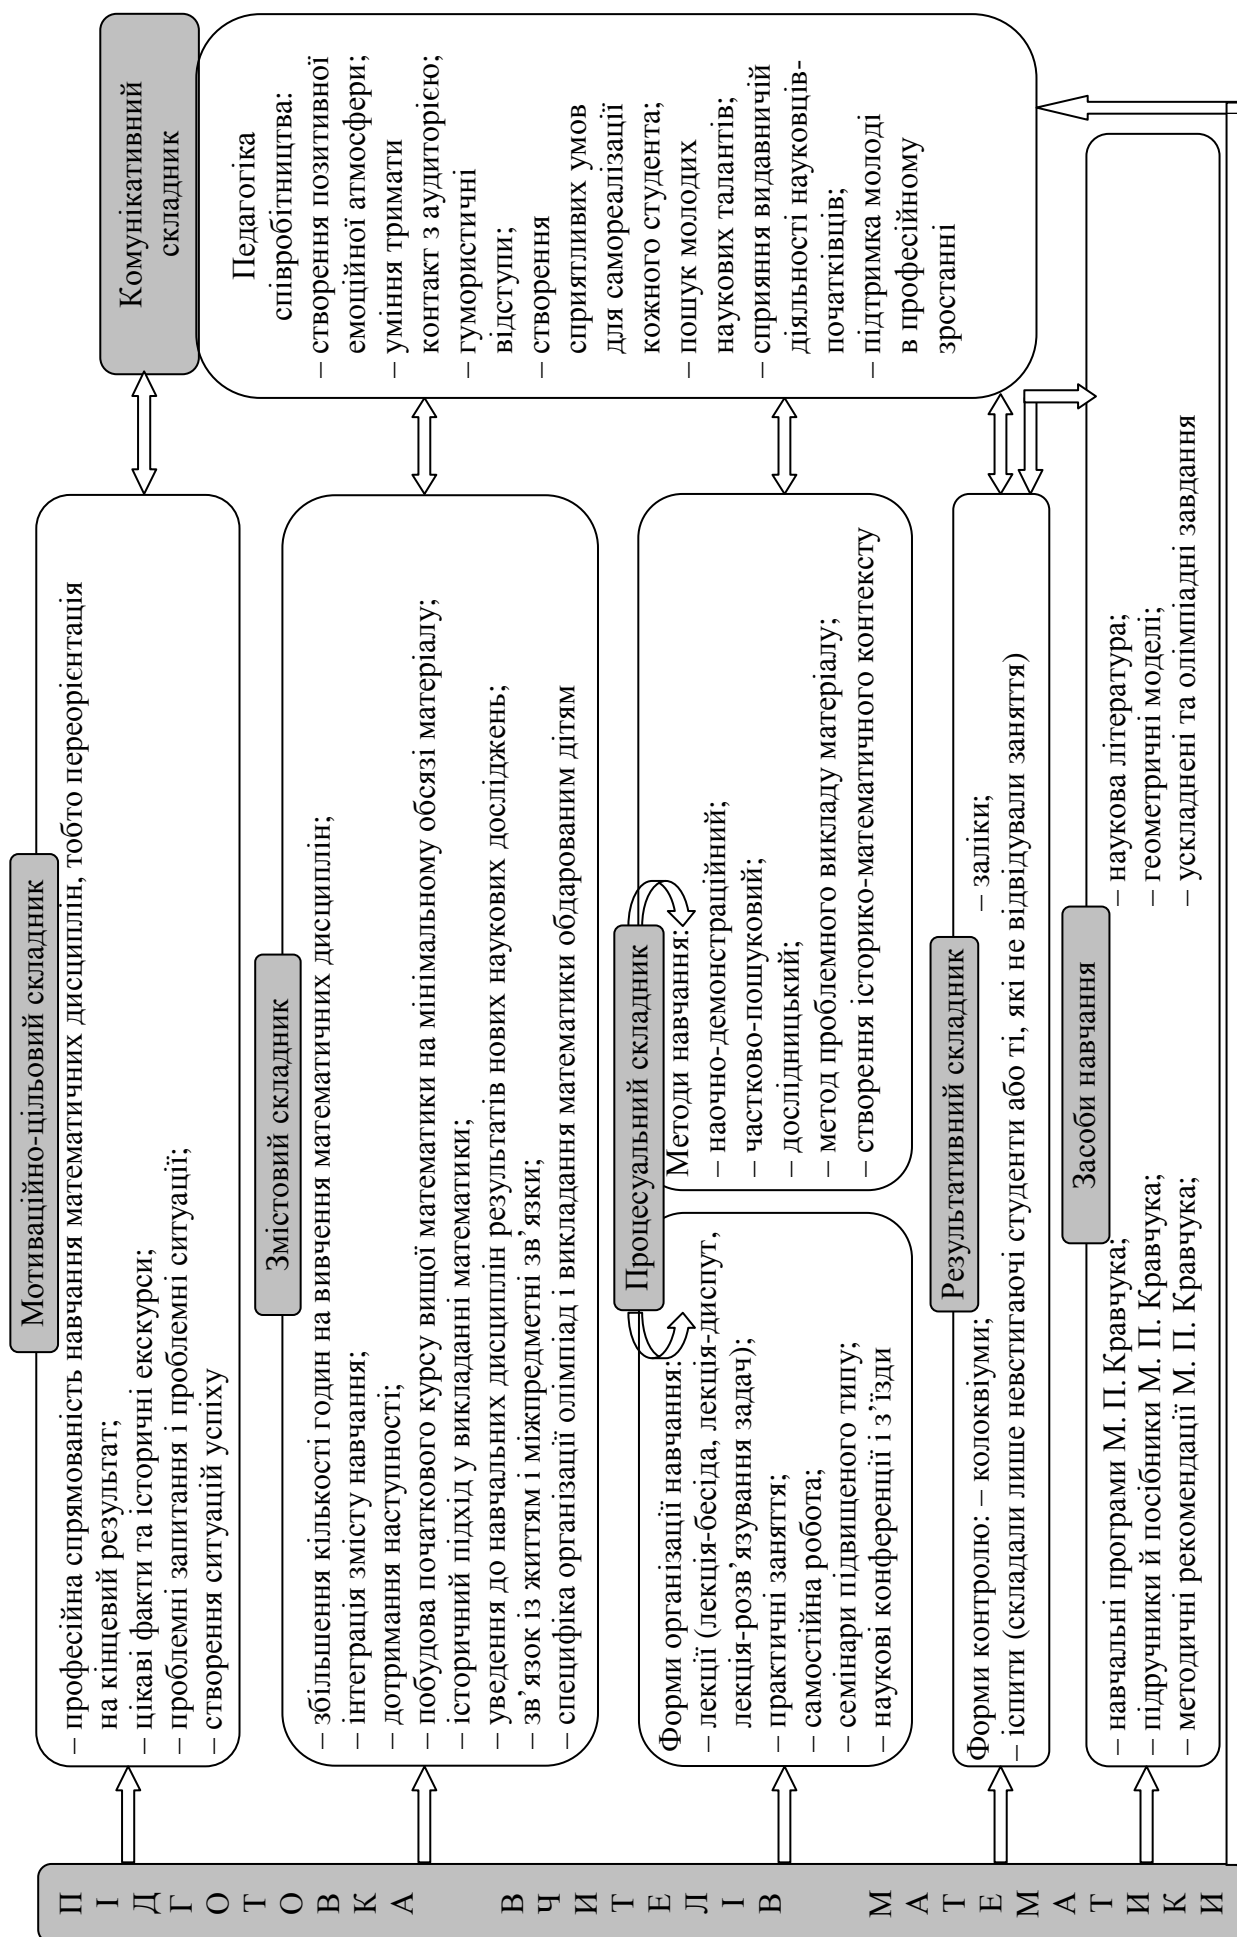 ПІДГОТОВКА ВЧИТЕЛІВ МАТЕМАТИКИ
Мотиваційно-цільовий складник
– професійна спрямованість навчання математичних дисциплін, тобто переорієнтація
на кінцевий результат;
– цікаві факти та історичні екскурси;
– проблемні запитання і проблемні ситуації;
– створення ситуацій успіху
Змістовий складник
– збільшення кількості годин на вивчення математичних дисциплін;
– інтеграція змісту навчання;
– дотримання наступності;
– побудова початкового курсу вищої математики на мінімальному обсязі матеріалу;
– історичний підхід у викладанні математики;
– уведення до навчальних дисциплін результатів нових наукових досліджень;
– зв’язок із життям і міжпредметні зв’язки;
– специфіка організації олімпіад і викладання математики обдарованим дітям
Процесуальний складник
Форми організації навчання:
– лекції (лекція-бесіда, лекція-диспут,
лекція-розв’язування задач);
– практичні заняття;
– самостійна робота;
– семінари підвищеного типу;
– наукові конференції і з’їзди
Методи навчання:
– наочно-демонстраційний;
– частково-пошуковий;
– дослідницький;
– метод проблемного викладу матеріалу;
– створення історико-математичного контексту
Результативний складник
Форми контролю: – колоквіуми; – заліки;
– іспити (складали лише невстигаючі студенти або ті, які не відвідували заняття)
Засоби навчання
– навчальні програми М. П. Кравчука;
– підручники й посібники М. П. Кравчука;
– методичні рекомендації М. П. Кравчука;
– наукова література;
– геометричні моделі;
– ускладнені та олімпіадні завдання
Комунікативний
складник
Педагогіка
співробітництва:
– створення позитивної
емоційної атмосфери;
– уміння тримати
контакт з аудиторією;
– гумористичні
відступи;
– створення
сприятливих умов
для самореалізації
кожного студента;
– пошук молодих
наукових талантів;
– сприяння видавничій
діяльності науковців-
початківців;
– підтримка молоді
в професійному
зростанні